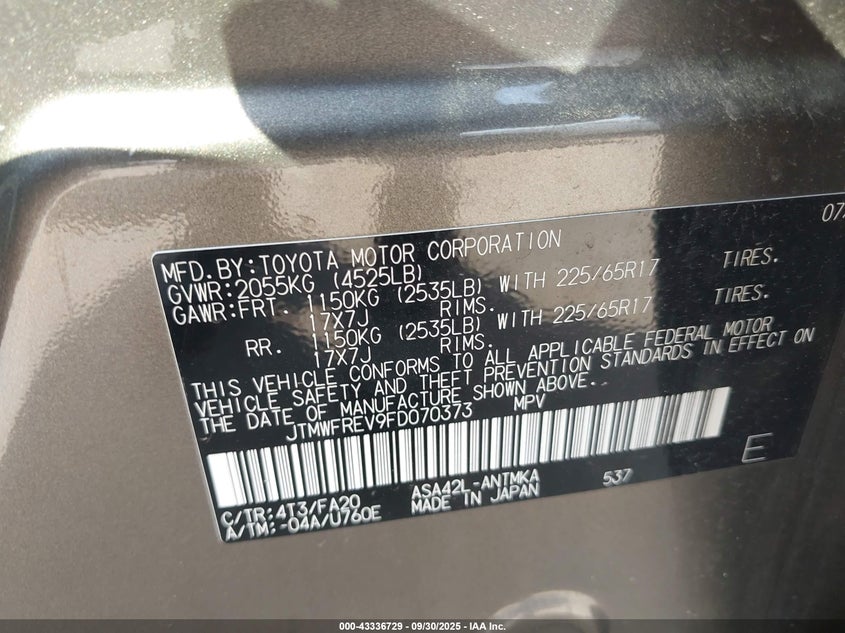 07
MFD. BY: TOYOTA MOTOR CORPORATION
GVWR: 2055KG (4525LB)
GAWR: FRT. 1150KG (2535LB) WITH 225/65R17 TIRES.
17X7J RIMS.
RR. 1150KG (2535LB) WITH 225/65R17 TIRES.
17X7J RIMS.
THIS VEHICLE CONFORMS TO ALL APPLICABLE FEDERAL MOTOR
VEHICLE SAFETY AND THEFT PREVENTION STANDARDS IN EFFECT ON
THE DATE OF MANUFACTURE SHOWN ABOVE.
JTMWFREV9FD070373 MPV
E
C/TR: 4T3/FA20 ASA42L-ANTMKA 537
A/TM: -04A/U760E MADE IN JAPAN
000-43336729 - 09/30/2025 - IAA Inc.